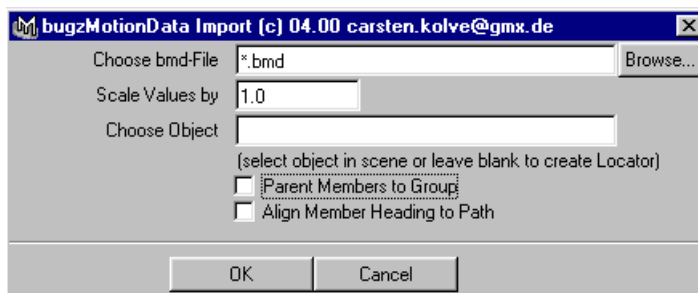 bugzMotionData Import (c) 04.00 carsten.kolve@gmx.de
Choose bmd-File *.bmd Browse...
Scale Values by 1.0
Choose Object
(select object in scene or leave blank to create Locator)
Parent Members to Group
Align Member Heading to Path
OK Cancel